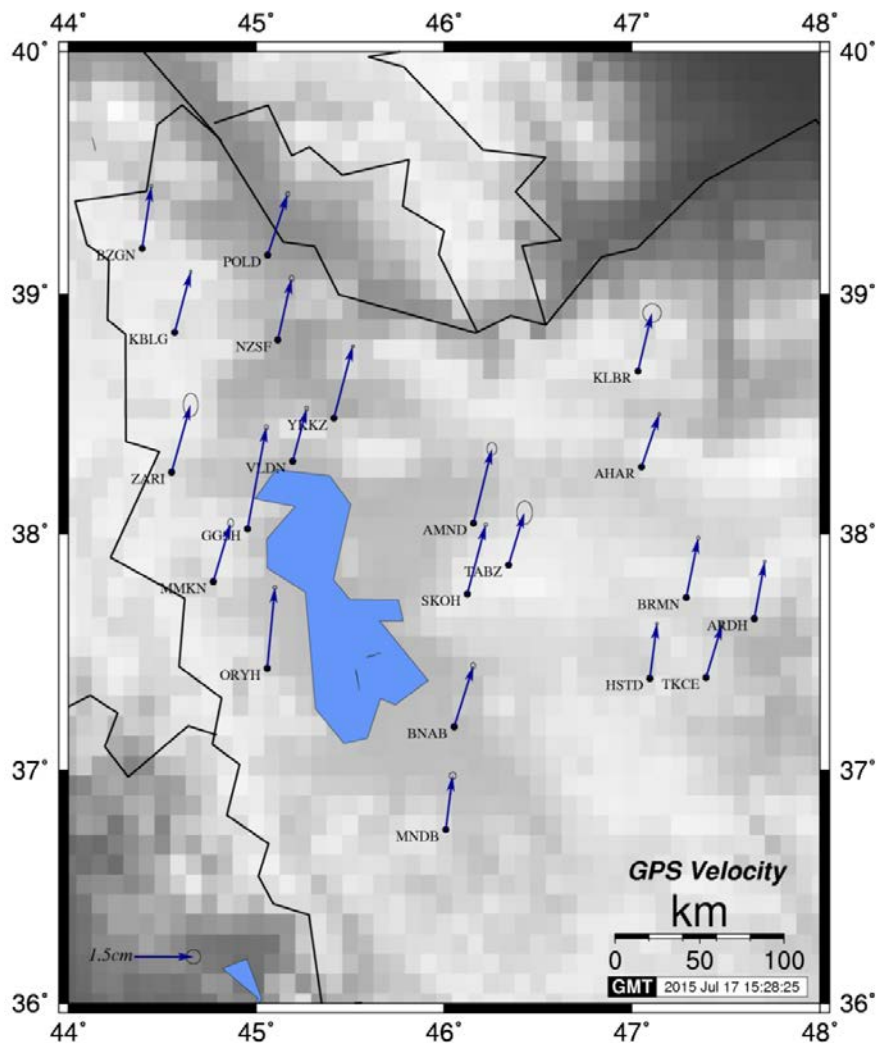 44° 45° 46° 47° 48°
40° 40°
BZGN
POLD
39° 39°
KBLG
NZSF
KLBR
YKKZ
VLDN
AHAR
ZARI
AMND
38° GGSH 38°
TABZ
MMKN
SKOH
BRMN
ARDH
ORYH
HSTD TKCE
BNAB
37° 37°
MNDB
GPS Velocity
km
1.5cm
0 50 100
GMT 2015 Jul 17 15:28:25
36° 36°
44° 45° 46° 47° 48°